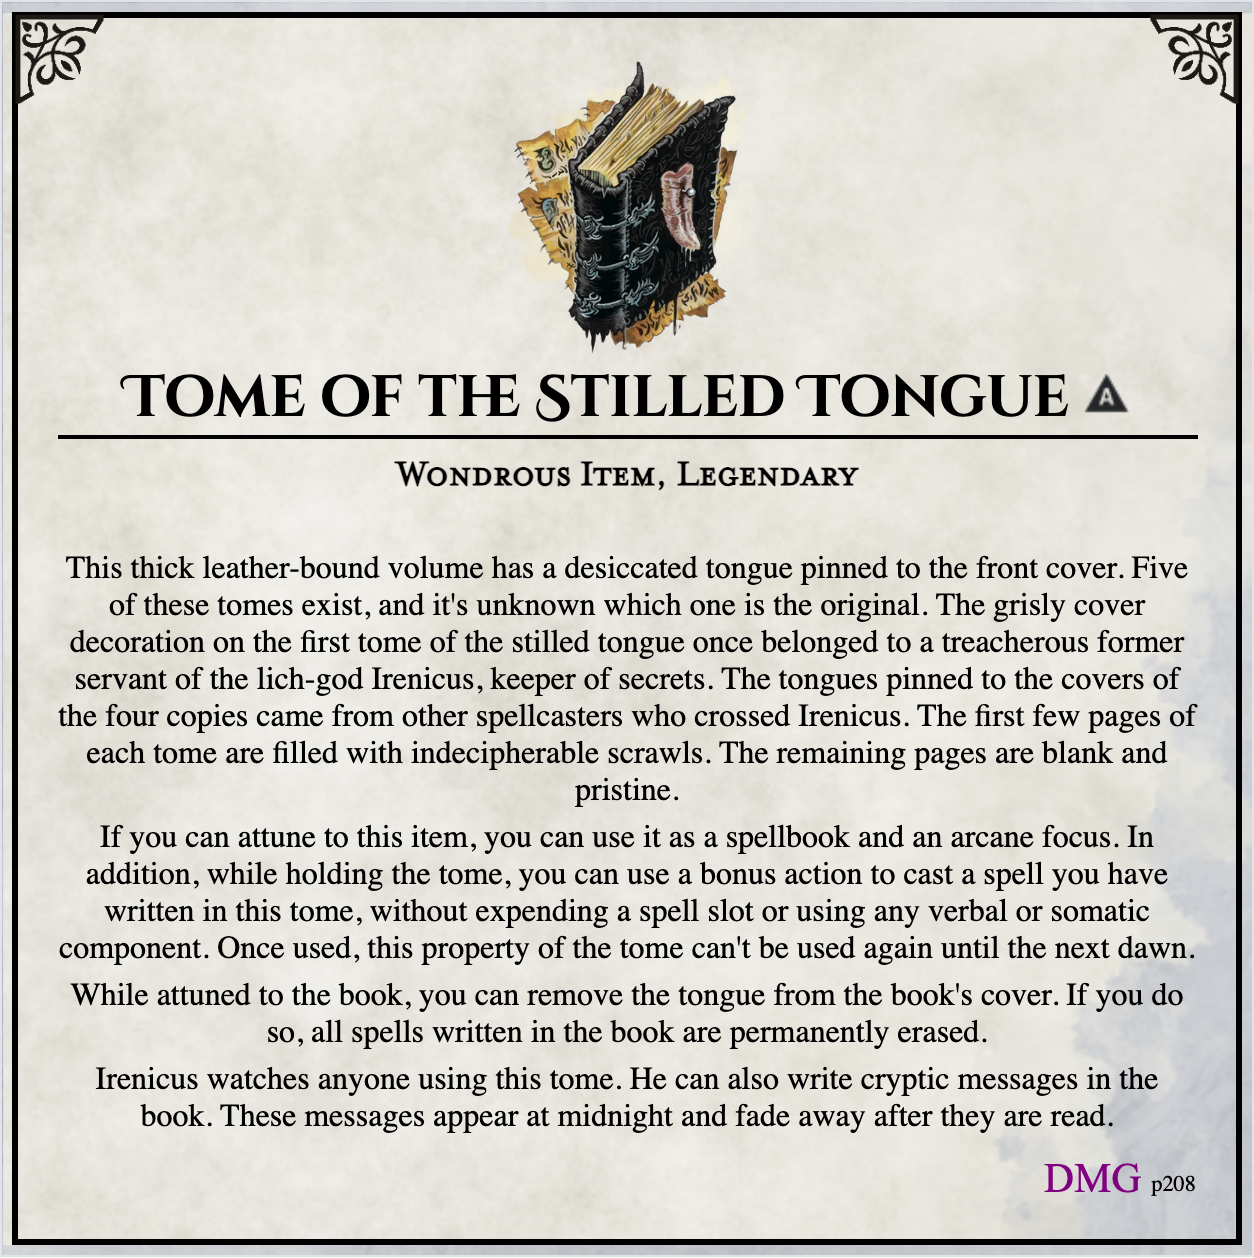 Tome of the Stilled Tongue A
Wondrous Item, Legendary
This thick leather-bound volume has a desiccated tongue pinned to the front cover. Five
of these tomes exist, and it's unknown which one is the original. The grisly cover
decoration on the first tome of the stilled tongue once belonged to a treacherous former
servant of the lich-god Irenicus, keeper of secrets. The tongues pinned to the covers of
the four copies came from other spellcasters who crossed Irenicus. The first few pages of
each tome are filled with indecipherable scrawls. The remaining pages are blank and
pristine.
If you can attune to this item, you can use it as a spellbook and an arcane focus. In
addition, while holding the tome, you can use a bonus action to cast a spell you have
written in this tome, without expending a spell slot or using any verbal or somatic
component. Once used, this property of the tome can't be used again until the next dawn.
While attuned to the book, you can remove the tongue from the book's cover. If you do
so, all spells written in the book are permanently erased.
Irenicus watches anyone using this tome. He can also write cryptic messages in the
book. These messages appear at midnight and fade away after they are read.
DMG p208